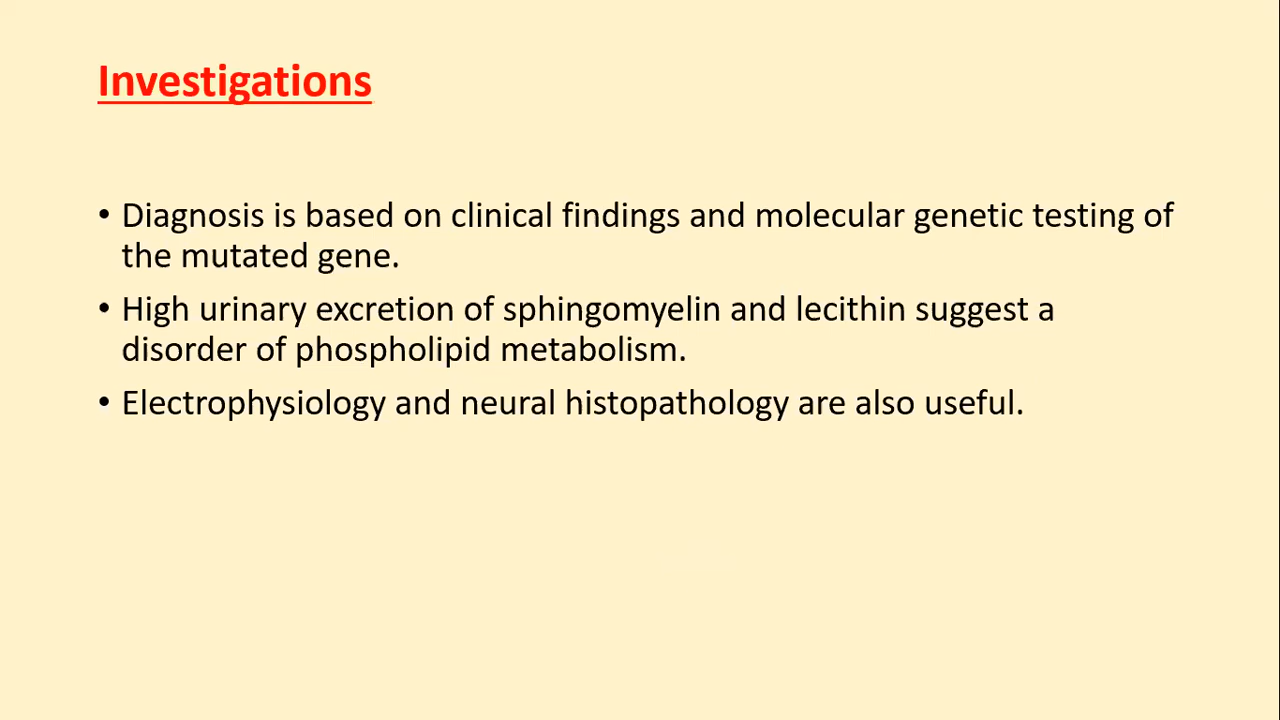 Investigations
• Diagnosis is based on clinical findings and molecular genetic testing of
the mutated gene.
• High urinary excretion of sphingomyelin and lecithin suggest a
disorder of phospholipid metabolism.
• Electrophysiology and neural histopathology are also useful.